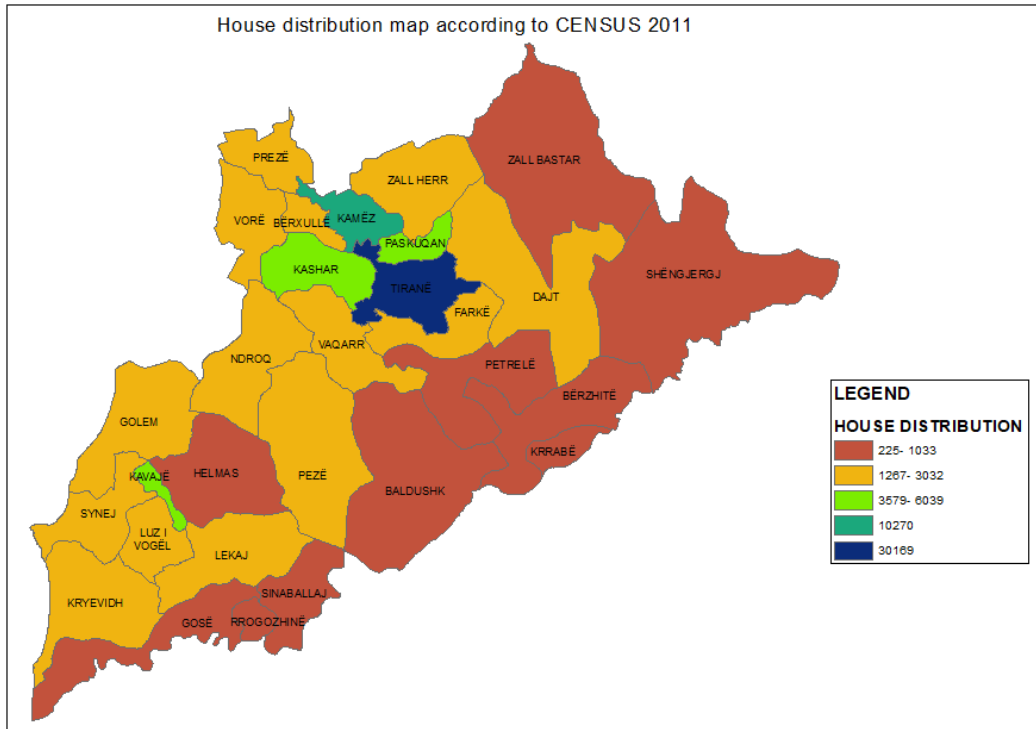 House distribution map according to CENSUS 2011
PREZË
ZALL BASTAR
ZALL HERR
VORË
BËRXULLË
KAMËZ
PASKUQAN
KASHAR
SHËNGJERGJ
TIRANË
DAJT
FARKË
VAQARR
NDROQ
PETRELË
BËRZHITË
GOLEM
KRRABË
KAVAJË
HELMAS
PEZË
BALDUSHK
SYNEJ
LUZ I
VOGËL
LEKAJ
SINABALLAJ
KRYEVIDH
GOSË
RROGOZHINË
LEGEND
HOUSE DISTRIBUTION
225- 1033
1267- 3032
3579- 6039
10270
30169